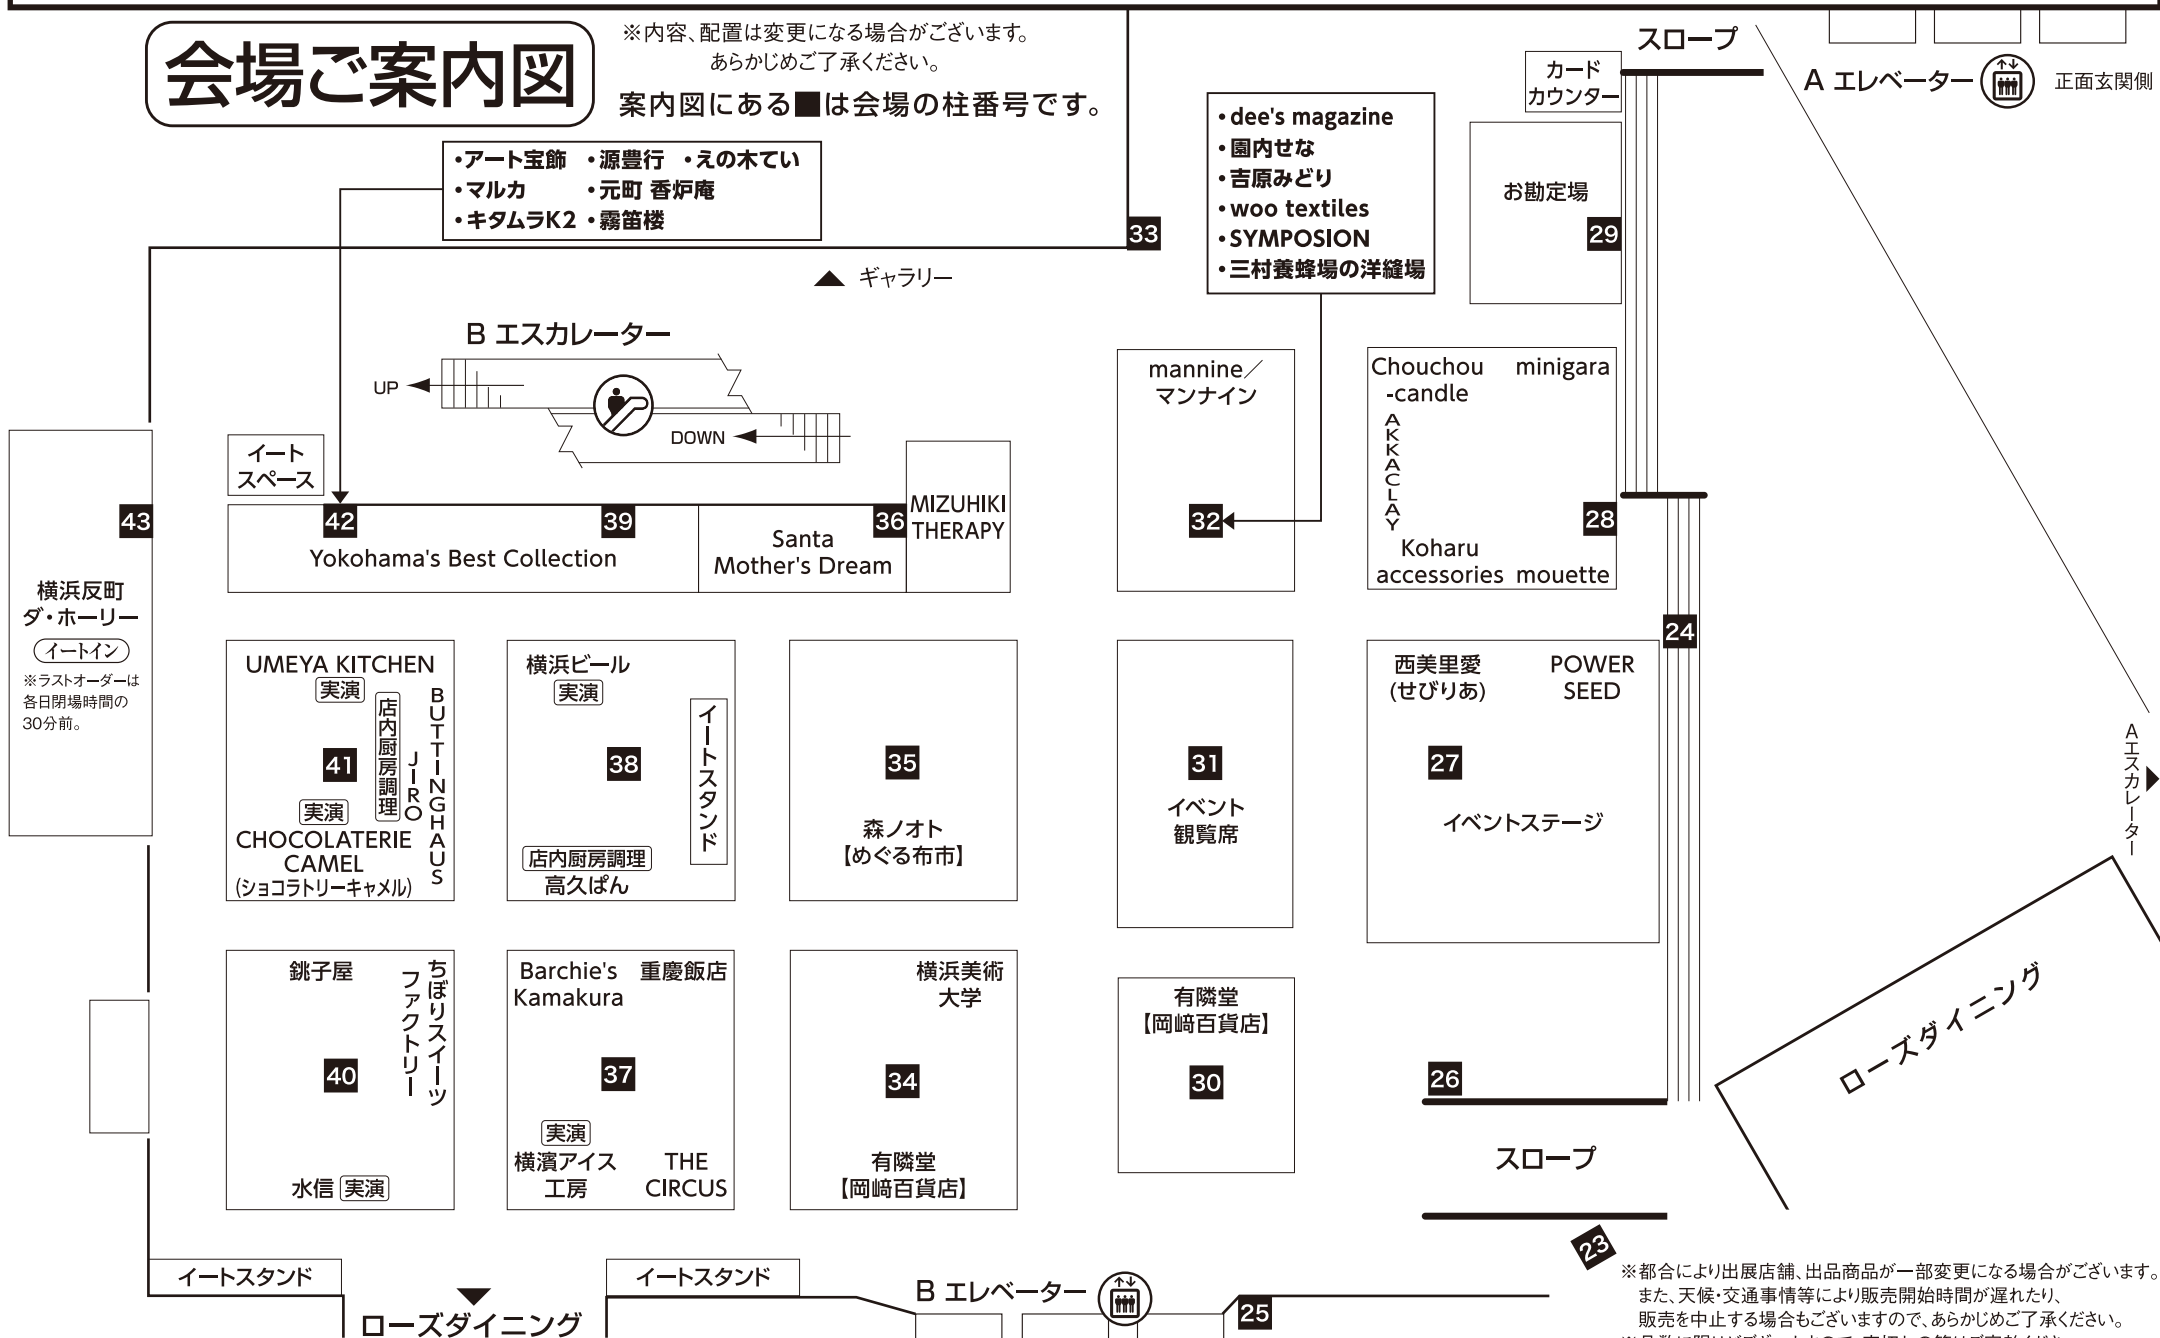 会場ご案内図
※内容、配置は変更になる場合がございます。
あらかじめご了承ください。
案内図にある■は会場の柱番号です。
・アート宝飾 ・源豊行 ・えの木てい
・マルカ ・元町 香炉庵
・キタムラK2 ・霧笛楼
・dee's magazine
・園内せな
・吉原みどり
・woo textiles
・SYMPOSION
・三村養蜂場の洋縫場
カード
カウンター
スロープ
A エレベーター
正面玄関側
お勘定場
29
33
▲ ギャラリー
B エスカレーター
UP
DOWN
イート
スペース
42
39
36
Yokohama's Best Collection
Santa
Mother's Dream
MIZUHIKI
THERAPY
mannine／
マンナイン
32
Chouchou
-candle
minigara
AKKACLAY
28
Koharu
accessories
mouette
24
43
横浜反町
ダ・ホーリー
イートイン
※ラストオーダーは
各日閉場時間の
30分前。
UMEYA KITCHEN
実演
店内厨房調理
BUTTINGHAUS
JIRO
41
実演
CHOCOLATERIE
CAMEL
(ショコラトリーキャメル)
横浜ビール
実演
38
イートスタンド
店内厨房調理
高久ぱん
35
森ノオト
【めぐる布市】
31
イベント
観覧席
西美里愛
(せびりあ)
POWER
SEED
27
イベントステージ
Aエスカレーター
銚子屋
ちぼりスイーツ
ファクトリー
40
水信 実演
Barchie's
Kamakura
重慶飯店
37
実演
横濱アイス
工房
THE
CIRCUS
横浜美術
大学
34
有隣堂
【岡﨑百貨店】
有隣堂
【岡﨑百貨店】
30
26
スロープ
ローズダイニング
23
イートスタンド
▼
ローズダイニング
イートスタンド
B エレベーター
25
※都合により出展店舗、出品商品が一部変更になる場合がございます。
また、天候・交通事情等により販売開始時間が遅れたり、
販売を中止する場合もございますので、あらかじめご了承ください。